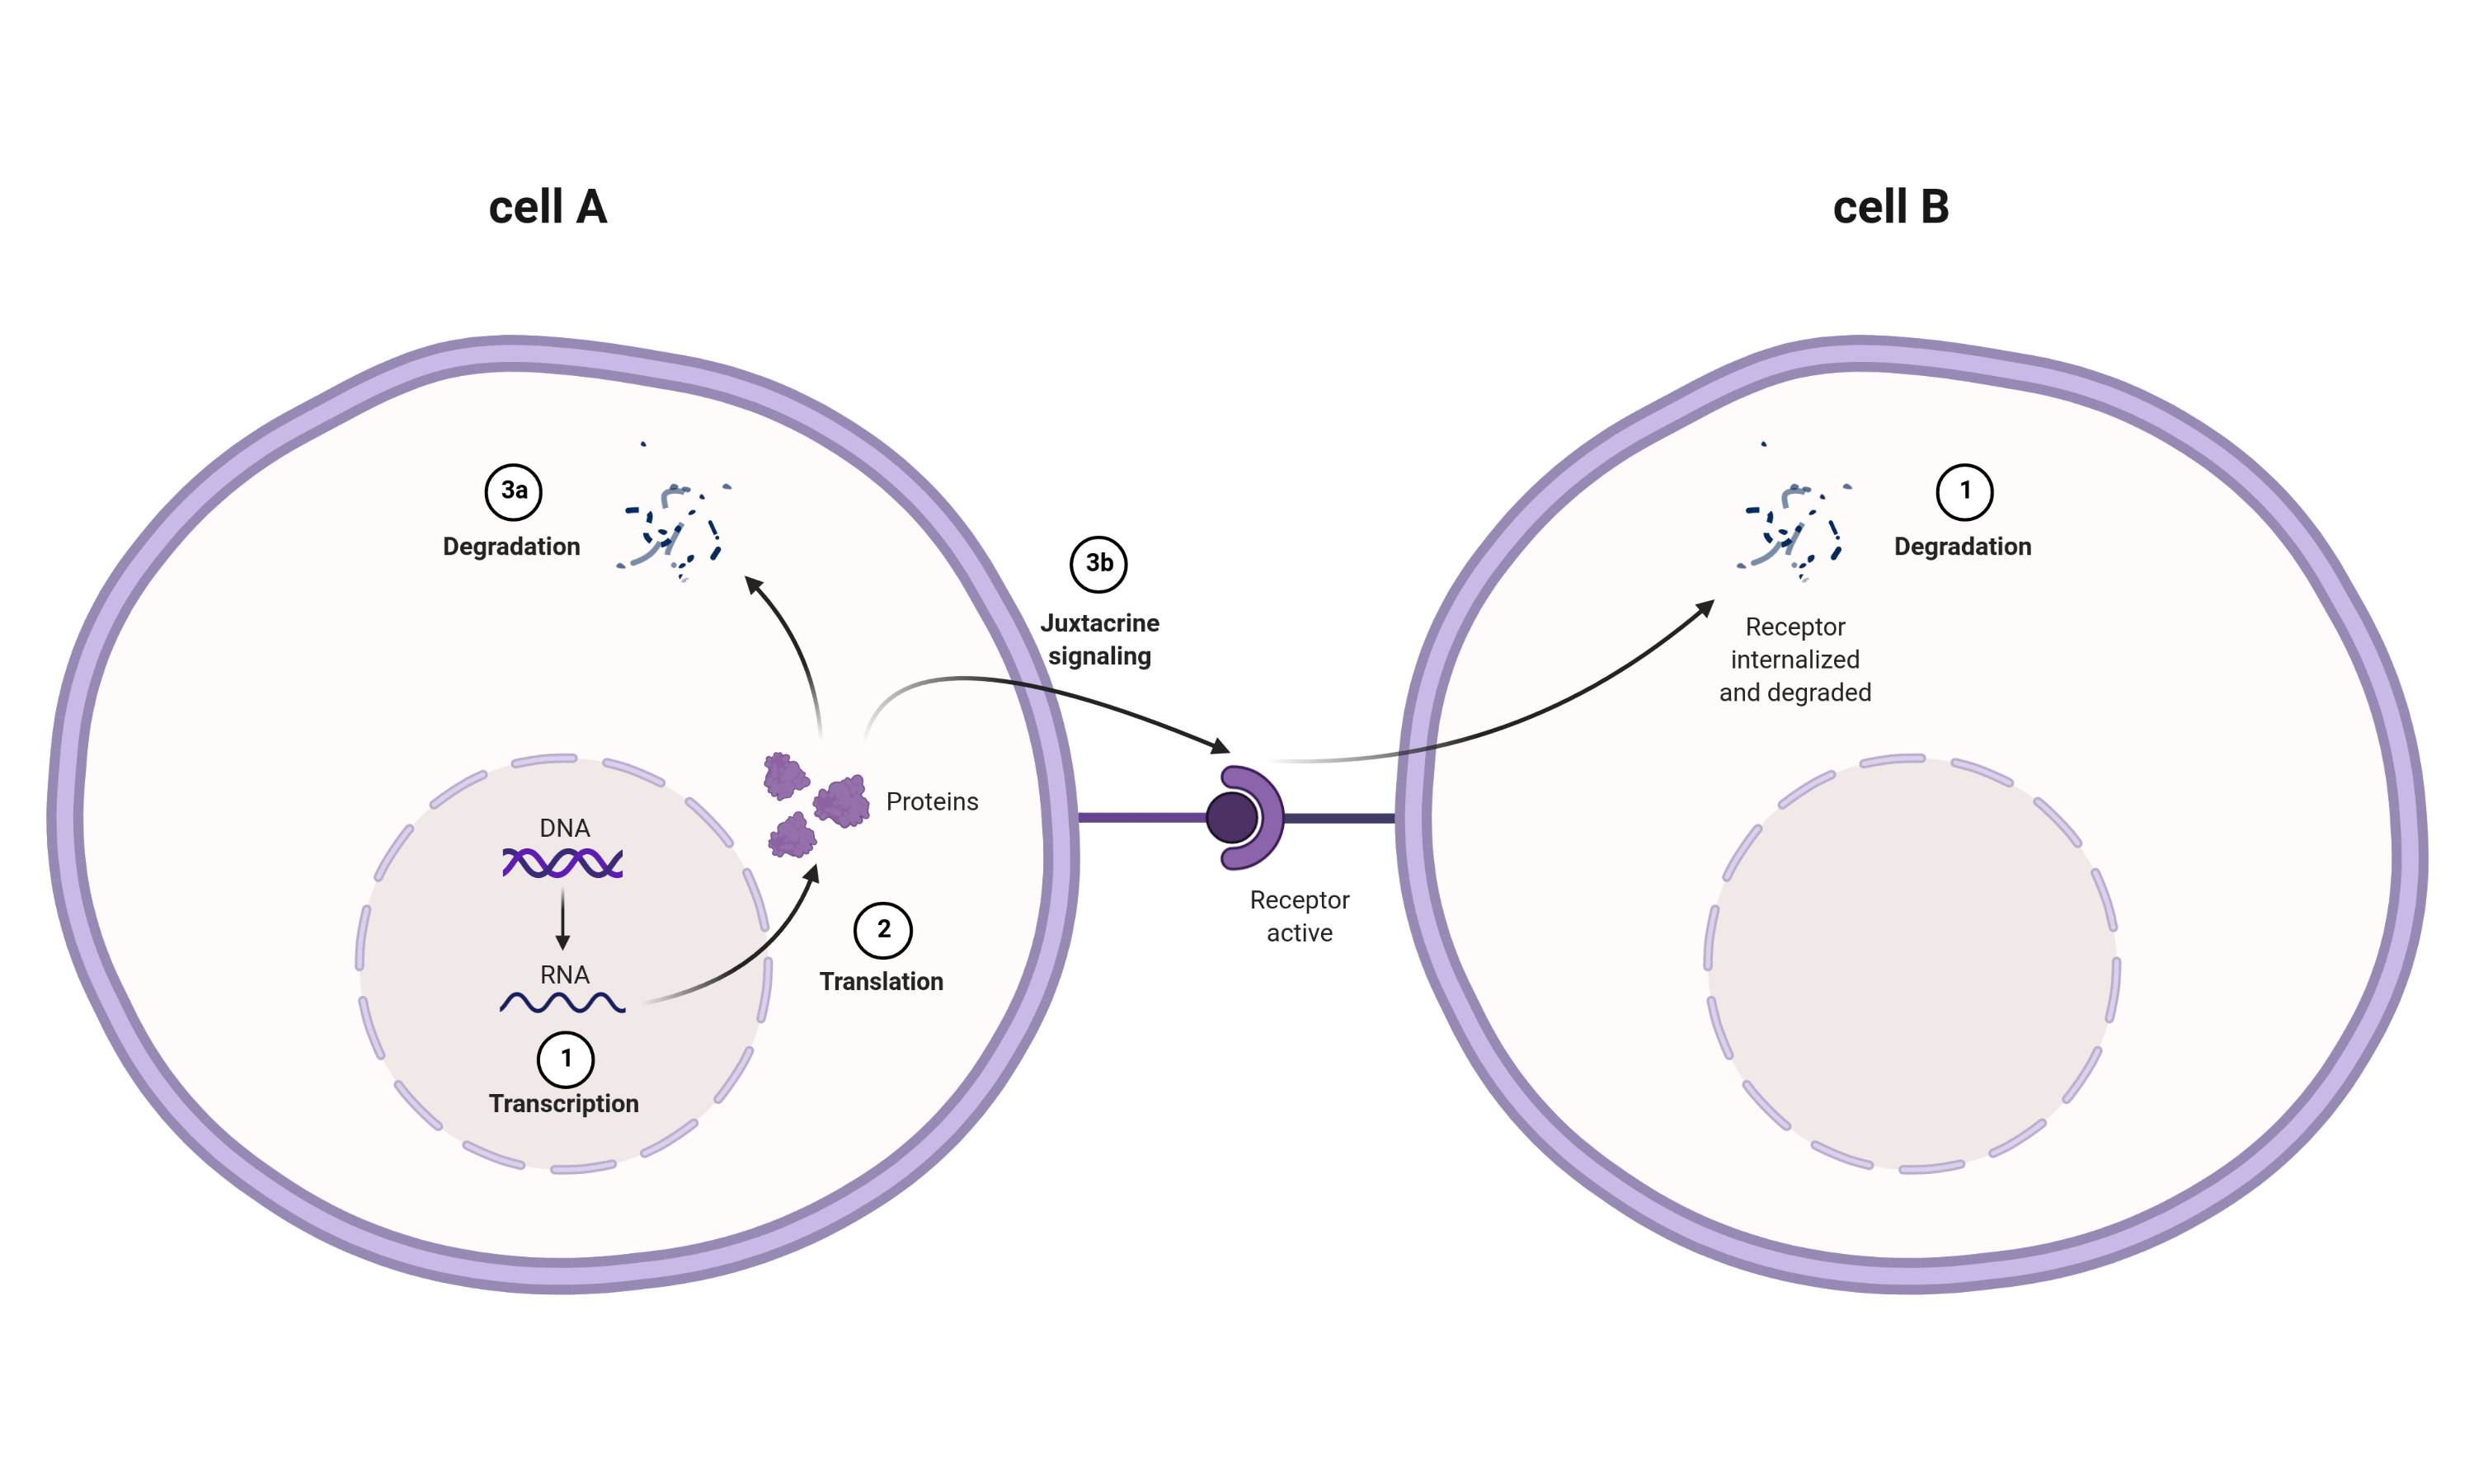 cell A
cell B
3a
Degradation
3b
Juxtacrine
signaling
1
Degradation
Receptor
internalized
and degraded
Proteins
DNA
RNA
1
Transcription
2
Translation
Receptor
active